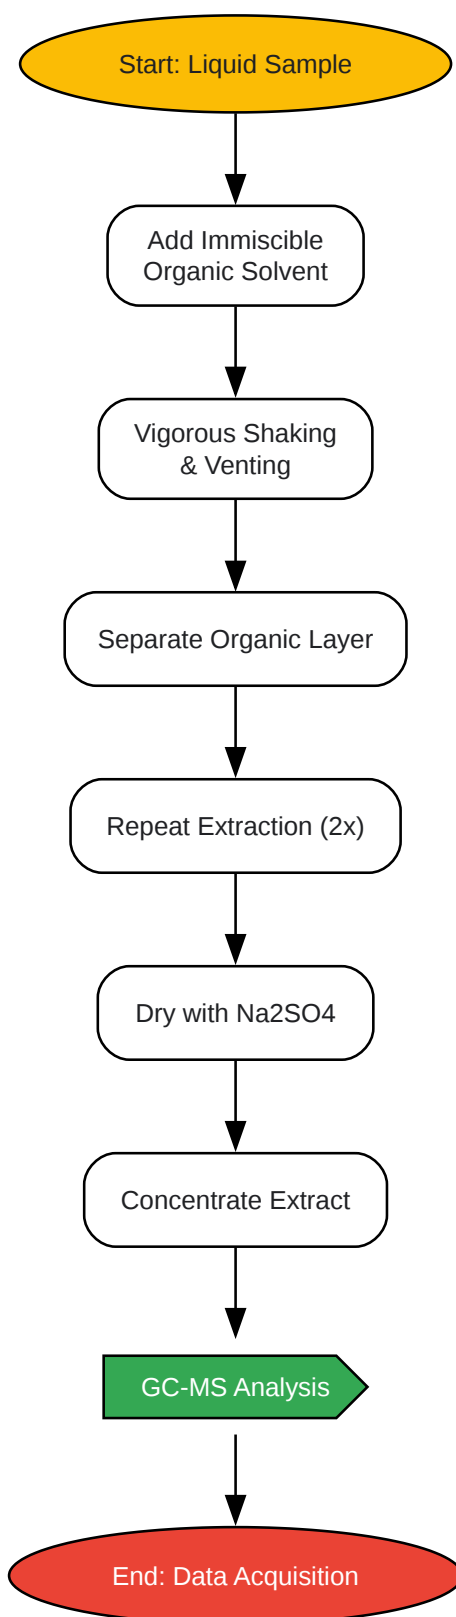 Start: Liquid Sample
Add Immiscible
Organic Solvent
Vigorous Shaking
& Venting
Separate Organic Layer
Repeat Extraction (2x)
Dry with Na2SO4
Concentrate Extract
GC-MS Analysis
End: Data Acquisition